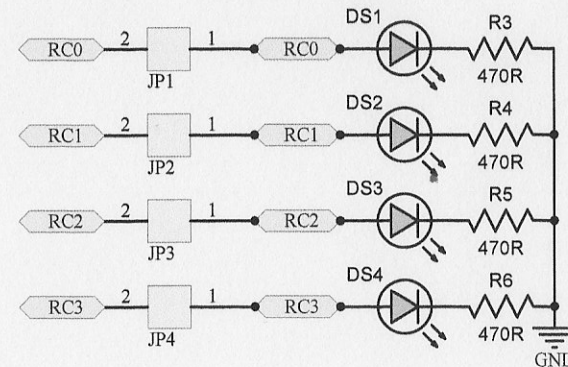 DS1
R3
RC0 2 1 RC0
JP1
470R
DS2
R4
RC1 2 1 RC1
JP2
470R
DS3
R5
RC2 2 1 RC2
JP3
470R
DS4
R6
RC3 2 1 RC3
JP4
470R
GND